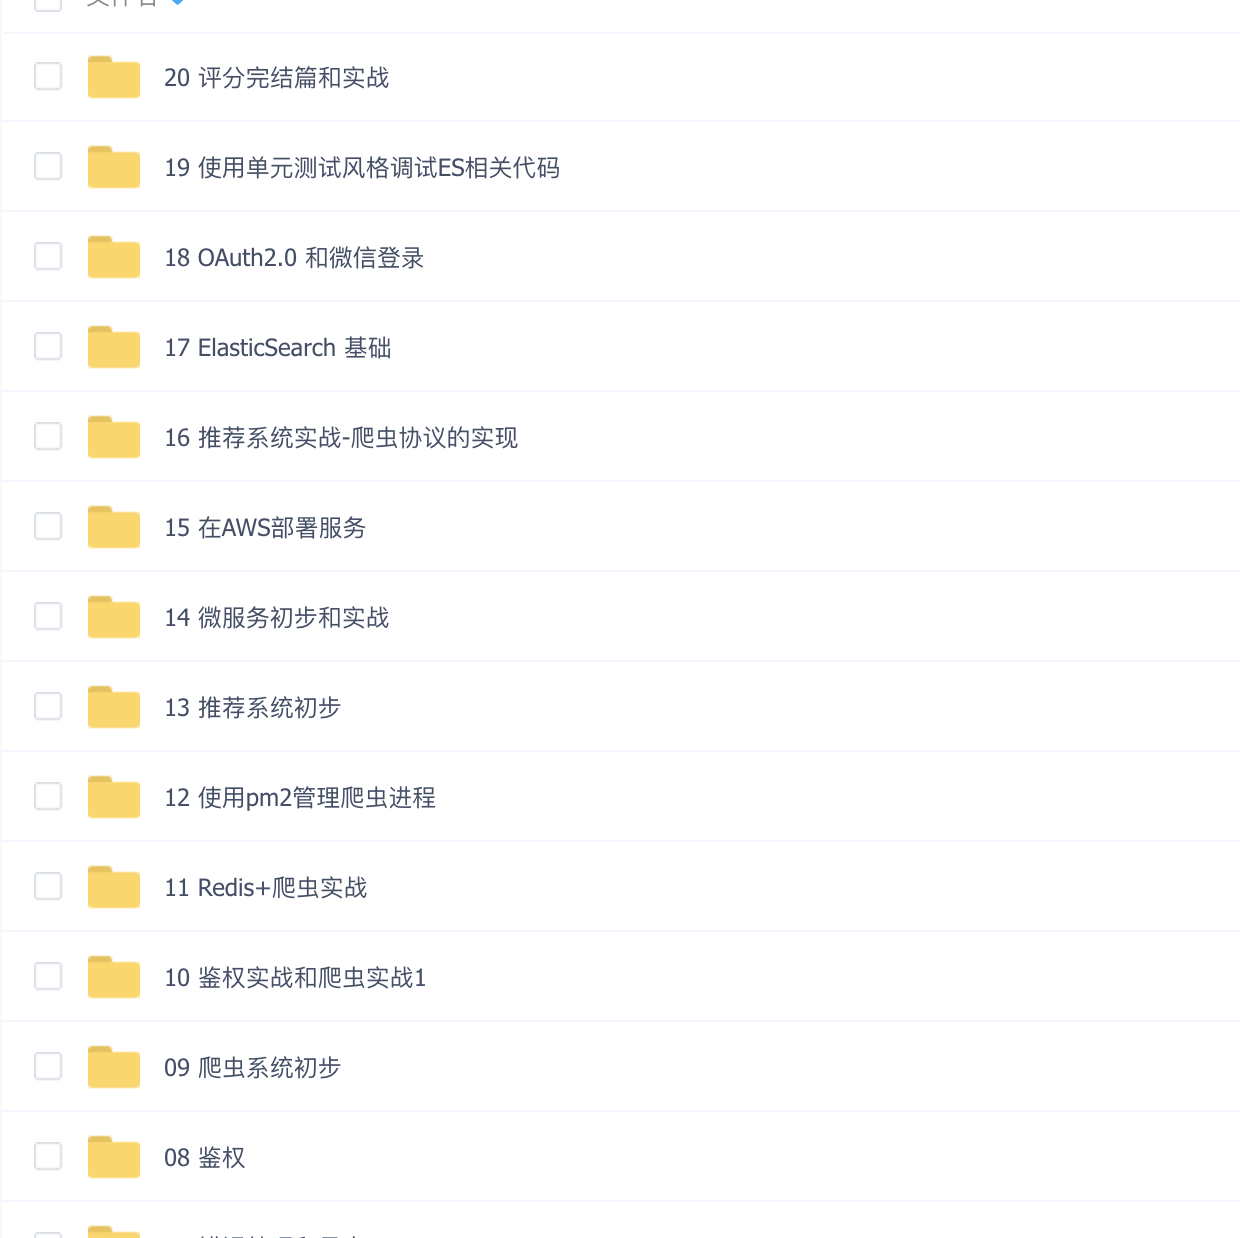 文件名
20 评分完结篇和实战
19 使用单元测试风格调试ES相关代码
18 OAuth2.0 和微信登录
17 ElasticSearch 基础
16 推荐系统实战-爬虫协议的实现
15 在AWS部署服务
14 微服务初步和实战
13 推荐系统初步
12 使用pm2管理爬虫进程
11 Redis+爬虫实战
10 鉴权实战和爬虫实战1
09 爬虫系统初步
08 鉴权